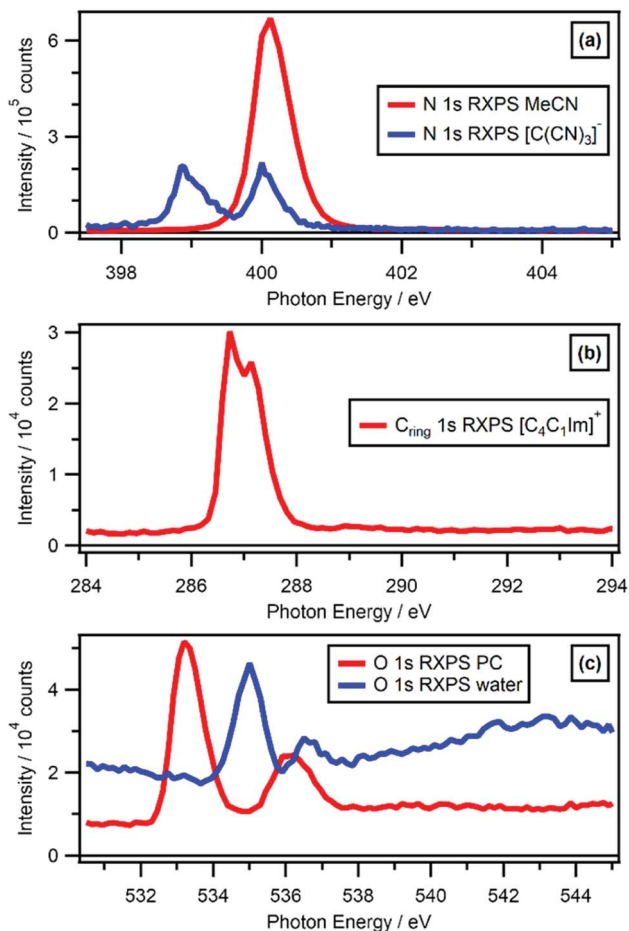 (a)
N 1s RXPS MeCN
N 1s RXPS [C(CN)₃]⁻
Intensity / 10⁵ counts
6
3
0
398 400 402 404
Photon Energy / eV
(b)
C_ring 1s RXPS [C₄C₁Im]⁺
Intensity / 10⁴ counts
3
2
1
0
284 286 288 290 292 294
Photon Energy / eV
(c)
O 1s RXPS PC
O 1s RXPS water
Intensity / 10⁴ counts
4
2
0
532 534 536 538 540 542 544
Photon Energy / eV